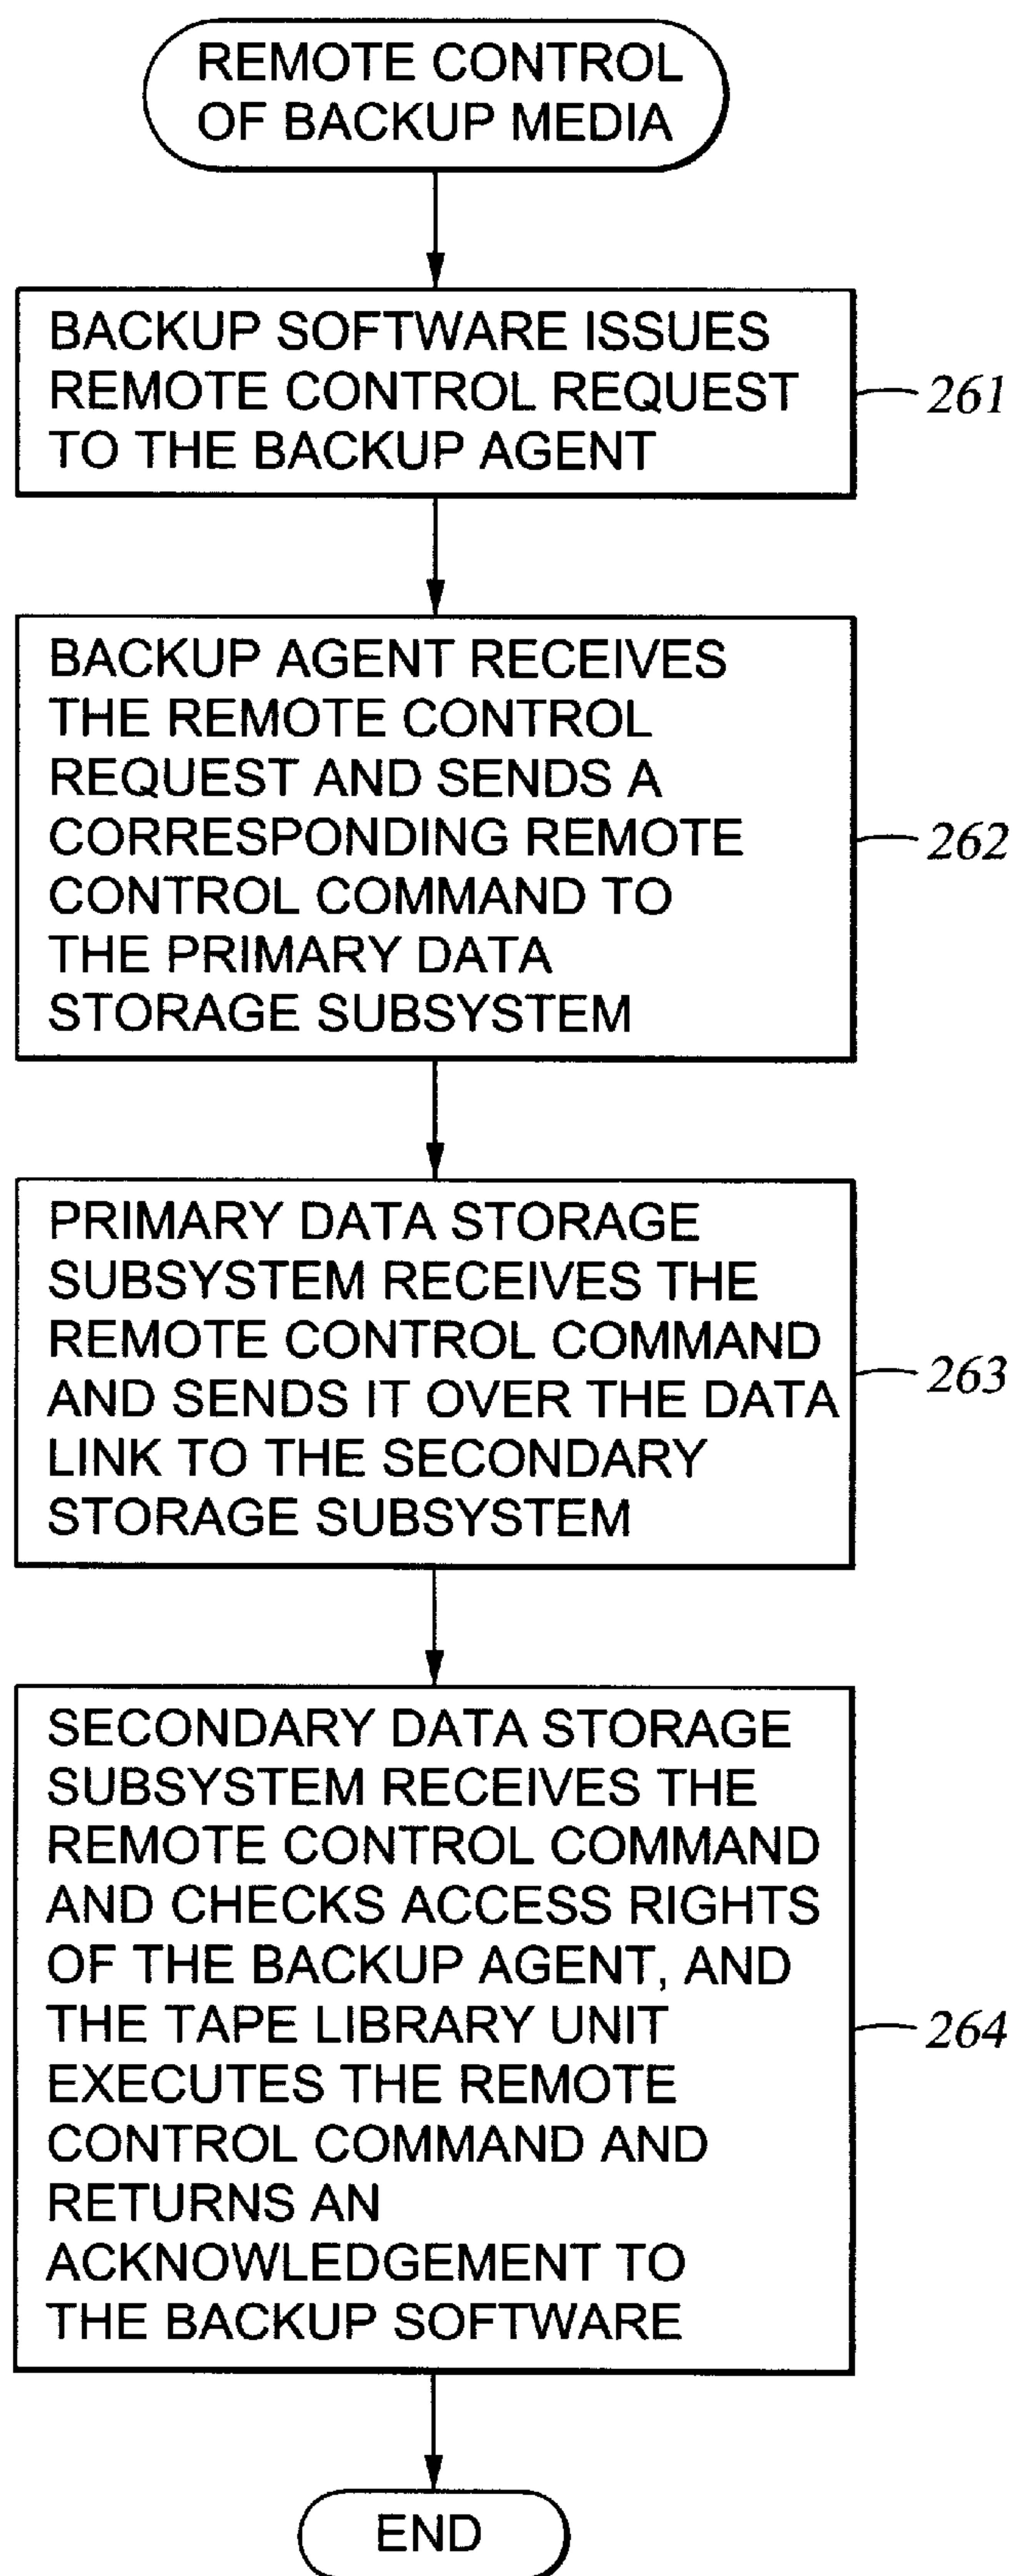 REMOTE CONTROL
OF BACKUP MEDIA
BACKUP SOFTWARE ISSUES
REMOTE CONTROL REQUEST
TO THE BACKUP AGENT
261
BACKUP AGENT RECEIVES
THE REMOTE CONTROL
REQUEST AND SENDS A
CORRESPONDING REMOTE
CONTROL COMMAND TO
THE PRIMARY DATA
STORAGE SUBSYSTEM
262
PRIMARY DATA STORAGE
SUBSYSTEM RECEIVES THE
REMOTE CONTROL COMMAND
AND SENDS IT OVER THE DATA
LINK TO THE SECONDARY
STORAGE SUBSYSTEM
263
SECONDARY DATA STORAGE
SUBSYSTEM RECEIVES THE
REMOTE CONTROL COMMAND
AND CHECKS ACCESS RIGHTS
OF THE BACKUP AGENT, AND
THE TAPE LIBRARY UNIT
EXECUTES THE REMOTE
CONTROL COMMAND AND
RETURNS AN
ACKNOWLEDGEMENT TO
THE BACKUP SOFTWARE
264
END